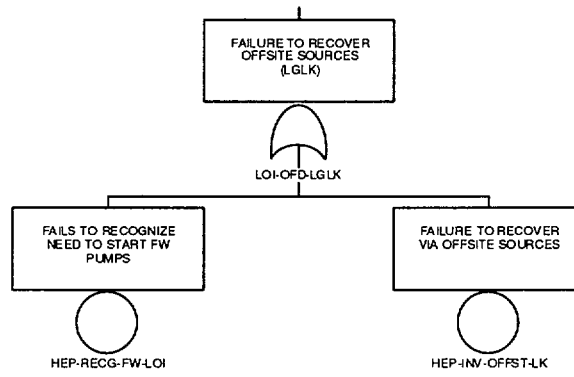 FAILURE TO RECOVER
OFFSITE SOURCES
(LGLK)
LOI-OFD-LGLK
FAILS TO RECOGNIZE
NEED TO START FW
PUMPS
FAILURE TO RECOVER
VIA OFFSITE SOURCES
HEP-RECG-FW-LOI
HEP-INV-OFFST-LK